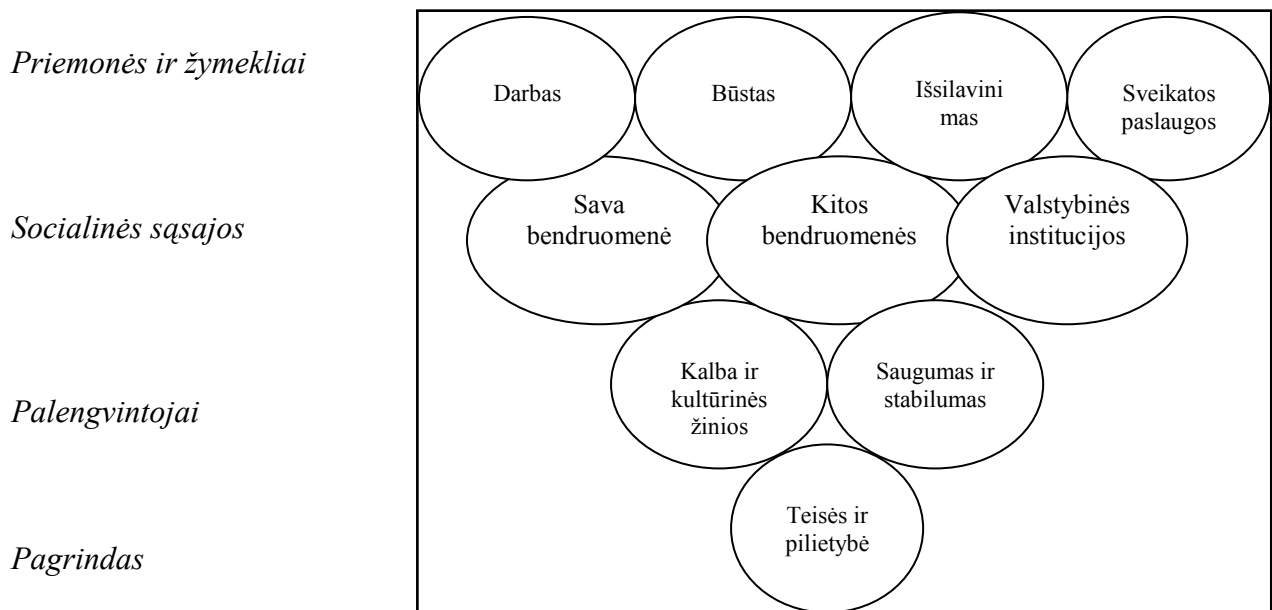 Priemonės ir žymekliai
Darbas
Būstas
Išsilavini
mas
Sveikatos
paslaugos
Socialinės sąsajos
Sava
bendruomenė
Kitos
bendruomenės
Valstybinės
institucijos
Palengvintojai
Kalba ir
kultūrinės
žinios
Saugumas ir
stabilumas
Pagrindas
Teisės ir
pilietybė